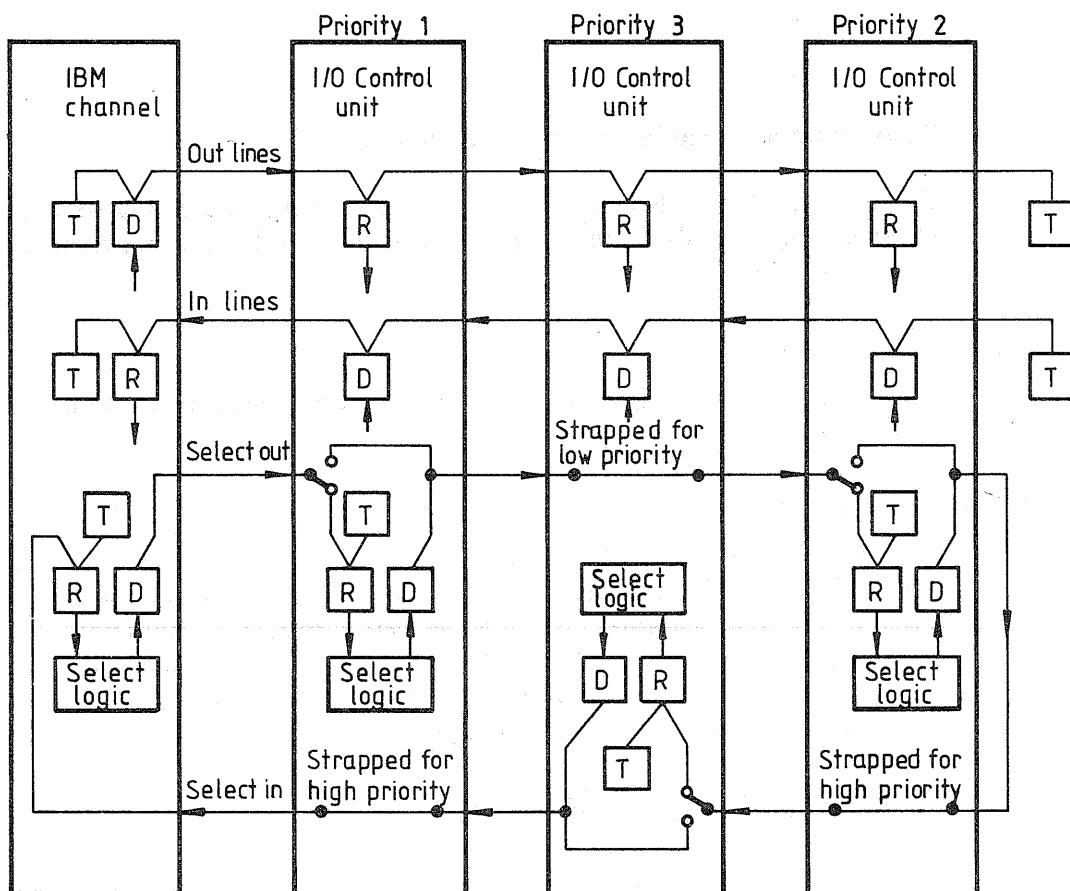 Priority 1
Priority 3
Priority 2
IBM
channel
I/O Control
unit
I/O Control
unit
I/O Control
unit
Out lines
T
D
R
R
R
T
In lines
T
R
D
D
D
T
Select out
Strapped for
low priority
T
T
T
R
D
R
D
Select
logic
R
D
Select
logic
Select
logic
D
R
Select
logic
T
Select in
Strapped for
high priority
Strapped for
high priority